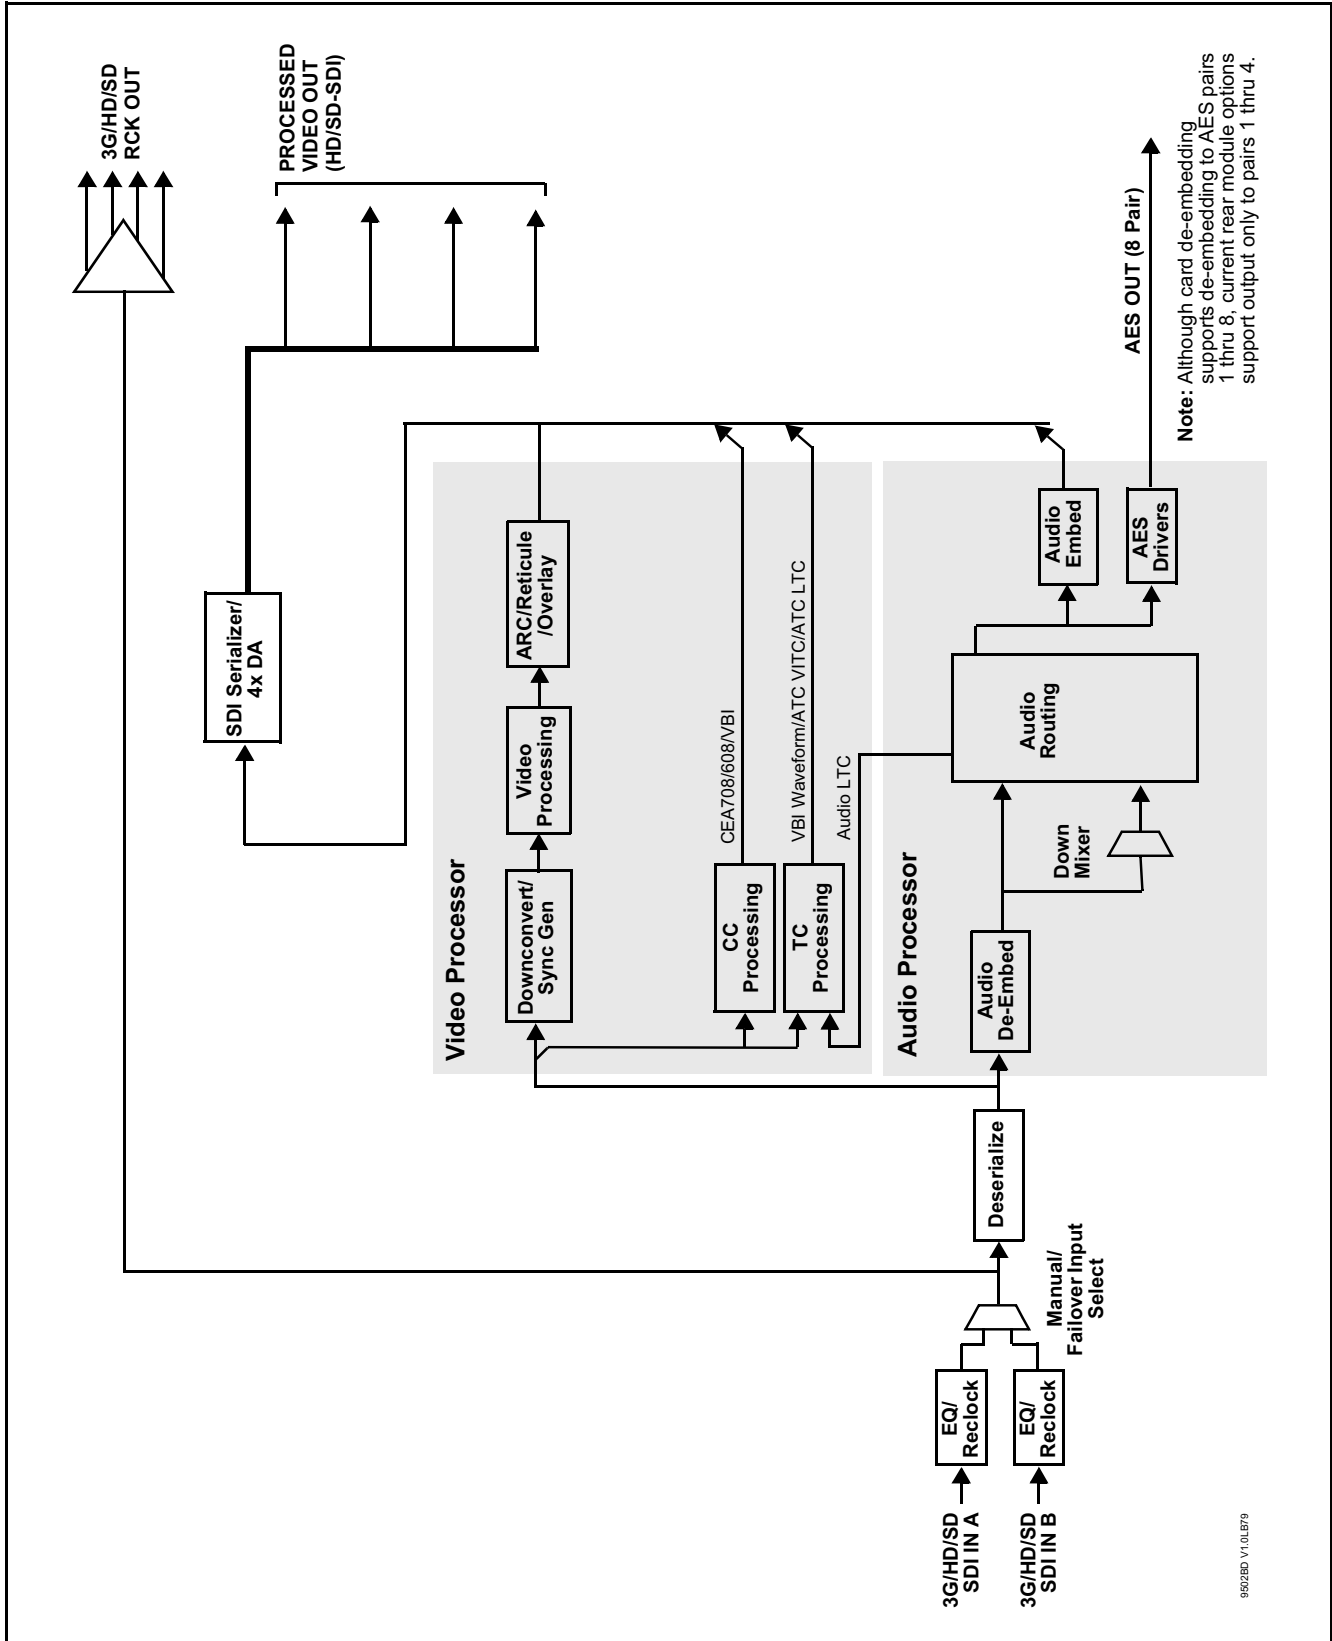 3G/HD/SD
RCK OUT
PROCESSED
VIDEO OUT
(HD/SD-SDI)
SDI Serializer/
4x DA
Video Processor
Downconvert/
Sync Gen
Video
Processing
ARC/Reticule
/Overlay
CC
Processing
CEA708/608/VBI
TC
Processing
VBI Waveform/ATC VITC/ATC LTC
Audio LTC
Audio Processor
Audio
De-Embed
Down
Mixer
Audio
Routing
Audio
Embed
AES
Drivers
AES OUT (8 Pair)
Note: Although card de-embedding
supports de-embedding to AES pairs
1 thru 8, current rear module options
support output only to pairs 1 thru 4.
3G/HD/SD
SDI IN A
EQ/
Reclock
3G/HD/SD
SDI IN B
EQ/
Reclock
Manual/
Failover Input
Select
Deserialize
9502BD V1.0LB79